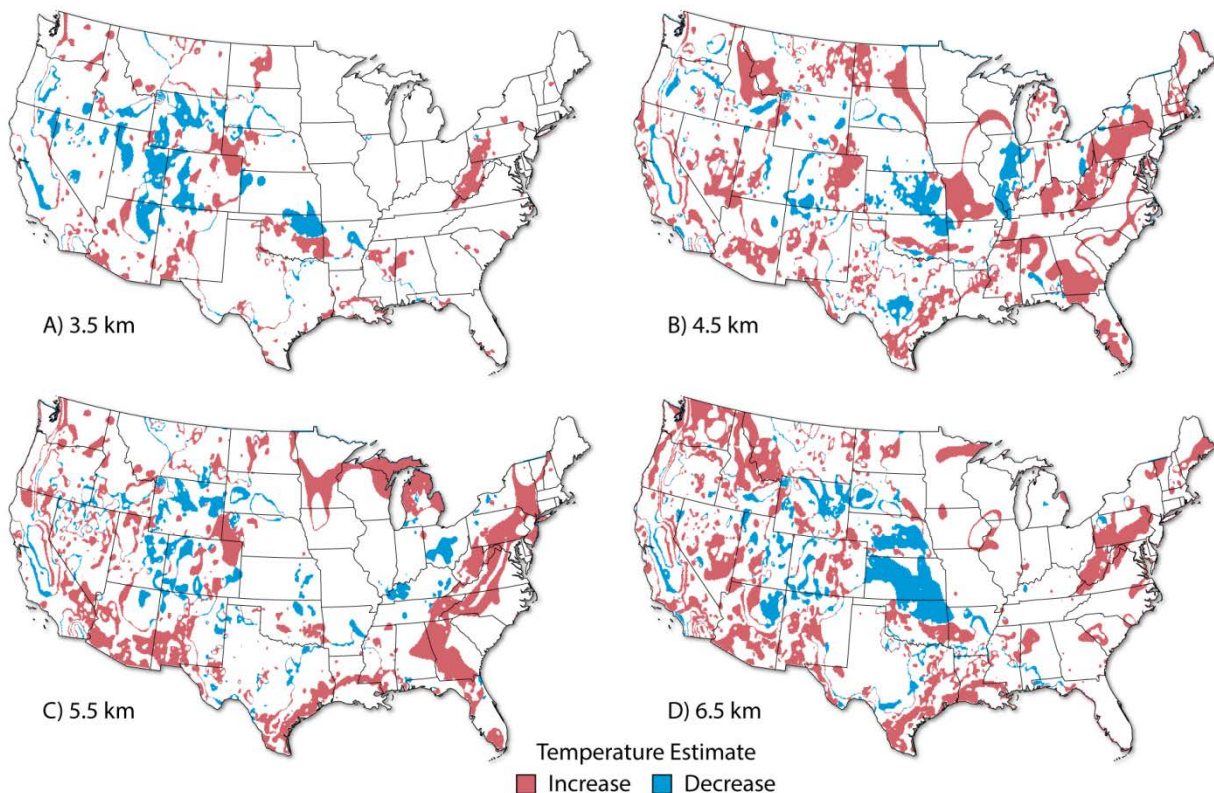 A) 3.5 km
B) 4.5 km
C) 5.5 km
D) 6.5 km
Temperature Estimate
Increase Decrease